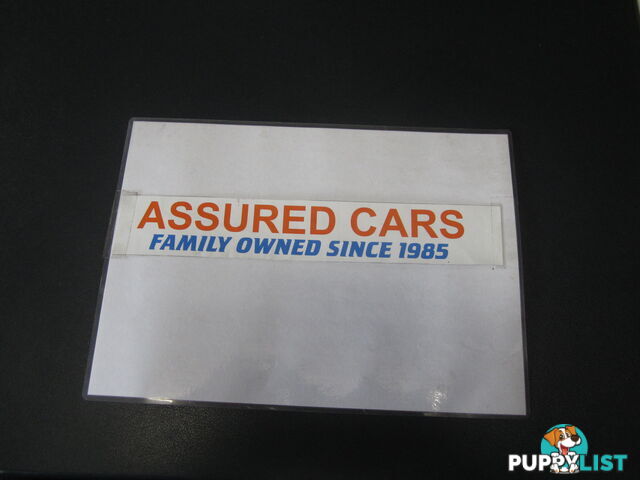 ASSURED CARS
FAMILY OWNED SINCE 1985
PUPPYLIST